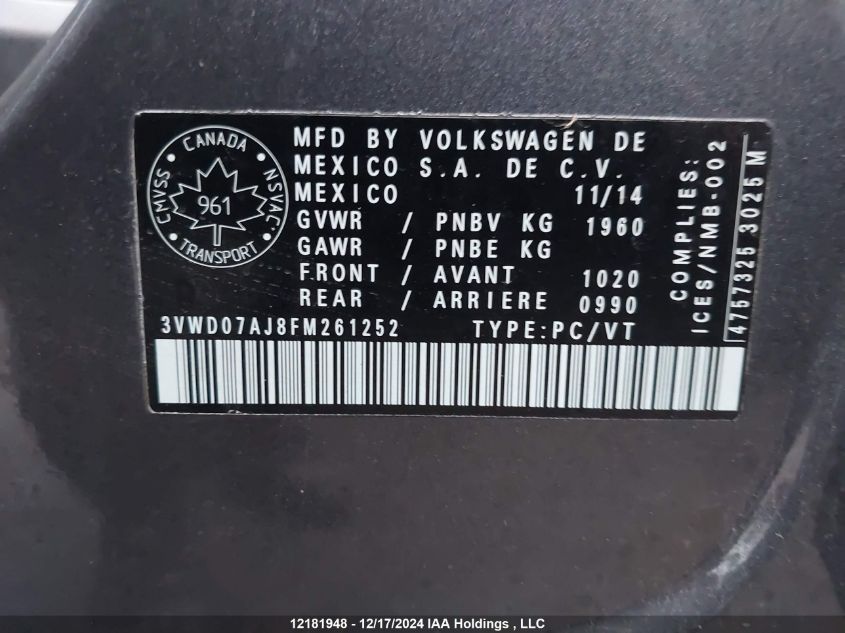 CANADA
CMVSS
NSVAC
961
TRANSPORT
MFD BY VOLKSWAGEN DE
MEXICO S.A. DE C.V.
MEXICO 11/14
GVWR / PNBV KG 1960
GAWR / PNBE KG
FRONT / AVANT 1020
REAR / ARRIERE 0990
3VWD07AJ8FM261252 TYPE:PC/VT
COMPLIES:
ICES/NMB-002
4757325 3025 M
12181948 - 12/17/2024 IAA Holdings , LLC